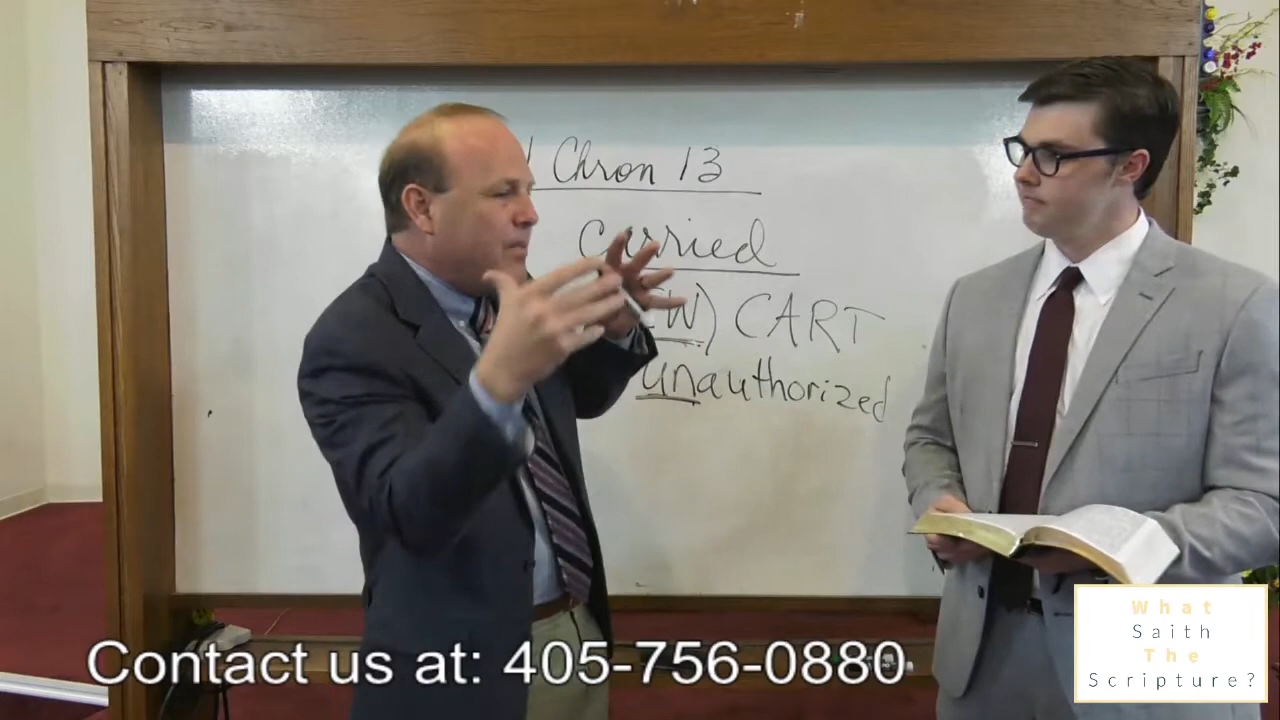 Chron 13
carried
CART
unauthorized
Contact us at: 405-756-0880
What
Saith
The
Scripture?